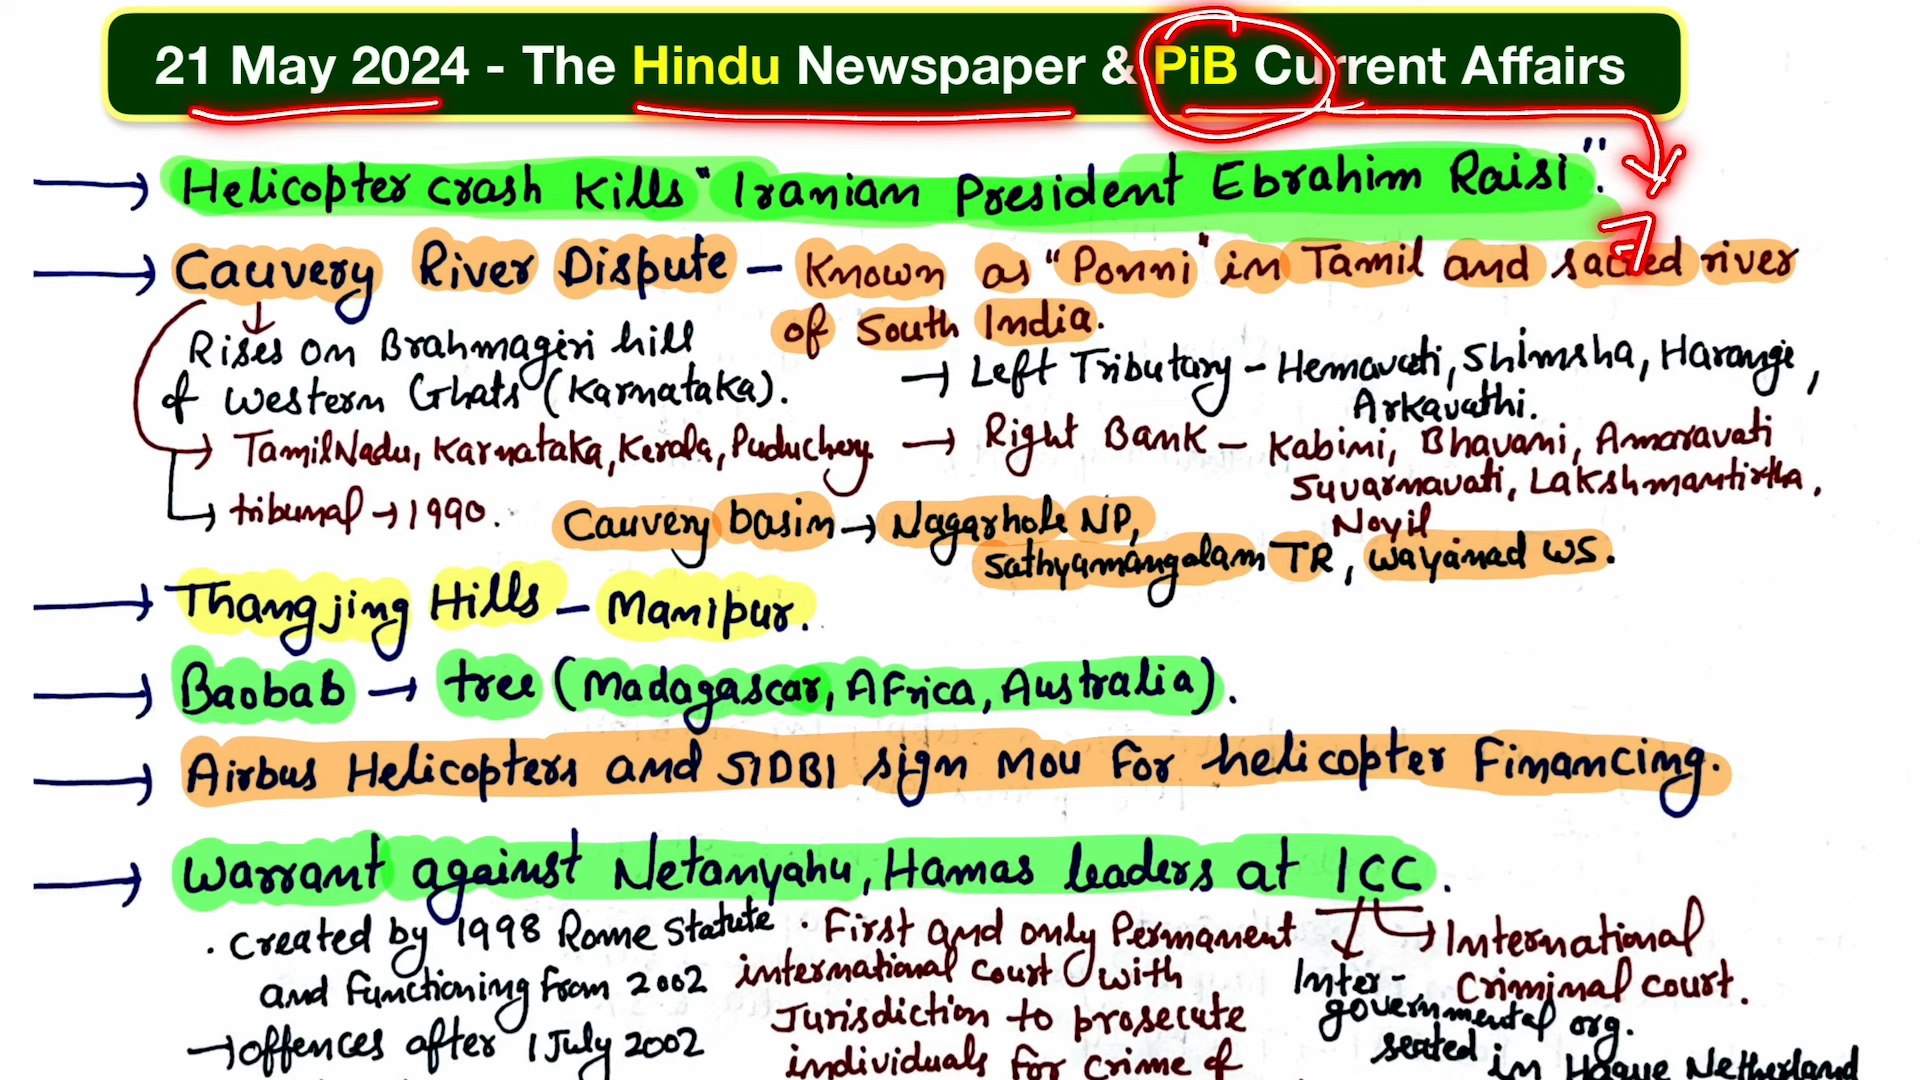 21 May 2024 - The Hindu Newspaper & PiB Current Affairs
Helicopter crash kills "Iranian President Ebrahim Raisi".
Cauvery River Dispute - Known as "Ponni" in Tamil and sacred river
of South India.
Rises on Brahmagiri hill
of Western Ghats (Karnataka).
→ Left Tributary - Hemavati, Shimsha, Harangi,
Arkavathi.
→ TamilNadu, Karnataka, Kerala, Puduchery
→ Right Bank - Kabini, Bhavani, Amaravati
Suvarnavati, Lakshmantirtha,
Noyil
→ tribunal → 1990.
Cauvery basin → Nagarhole NP,
Sathyamangalam TR, Wayanad WS.
Thangjing Hills - Manipur.
Baobab → tree (Madagascar, Africa, Australia).
Airbus Helicopters and SIDBI sign MoU For helicopter Financing.
Warrant against Netanyahu, Hamas leaders at ICC.
. created by 1998 Rome Statute
and functioning from 2002
→ offences after 1 July 2002
. First and only Permanent
international court with
Jurisdiction to prosecute
individuals for crime of
→ International
Criminal court.
Inter-
governmental org.
seated in Hague Netherland